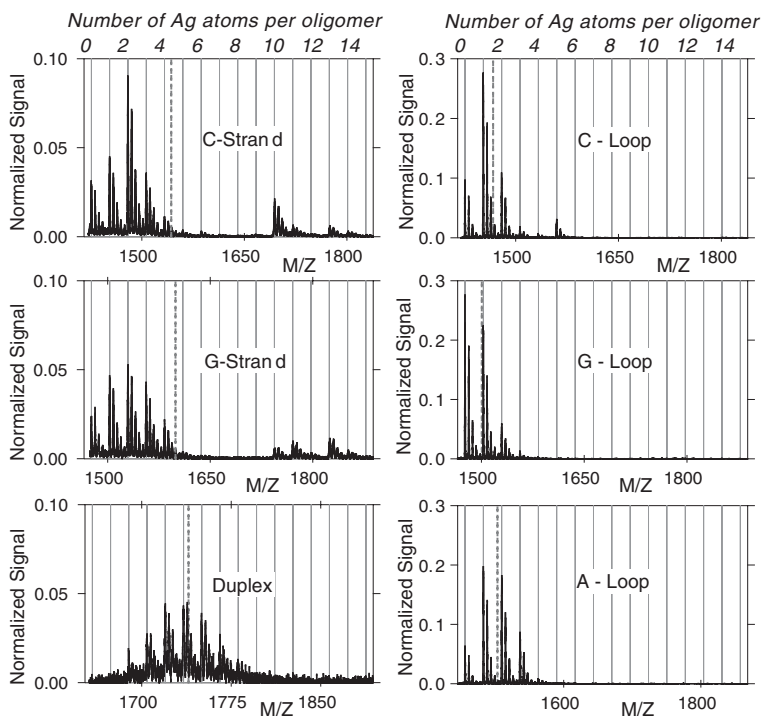 Number of Ag atoms per oligomer
0 2 4 6 8 10 12 14
0.10
0.05
0.00
Normalized Signal
C-Strand
1500 1650 1800
M/Z
Number of Ag atoms per oligomer
0 2 4 6 8 10 12 14
0.3
0.2
0.1
0.0
Normalized Signal
C - Loop
1500 1650 1800
M/Z
0.10
0.05
0.00
Normalized Signal
G-Strand
1500 1650 1800
M/Z
0.3
0.2
0.1
0.0
Normalized Signal
G - Loop
1500 1650 1800
M/Z
0.10
0.05
0.00
Normalized Signal
Duplex
1700 1775 1850
M/Z
0.3
0.2
0.1
0.0
Normalized Signal
A - Loop
1600 1800
M/Z